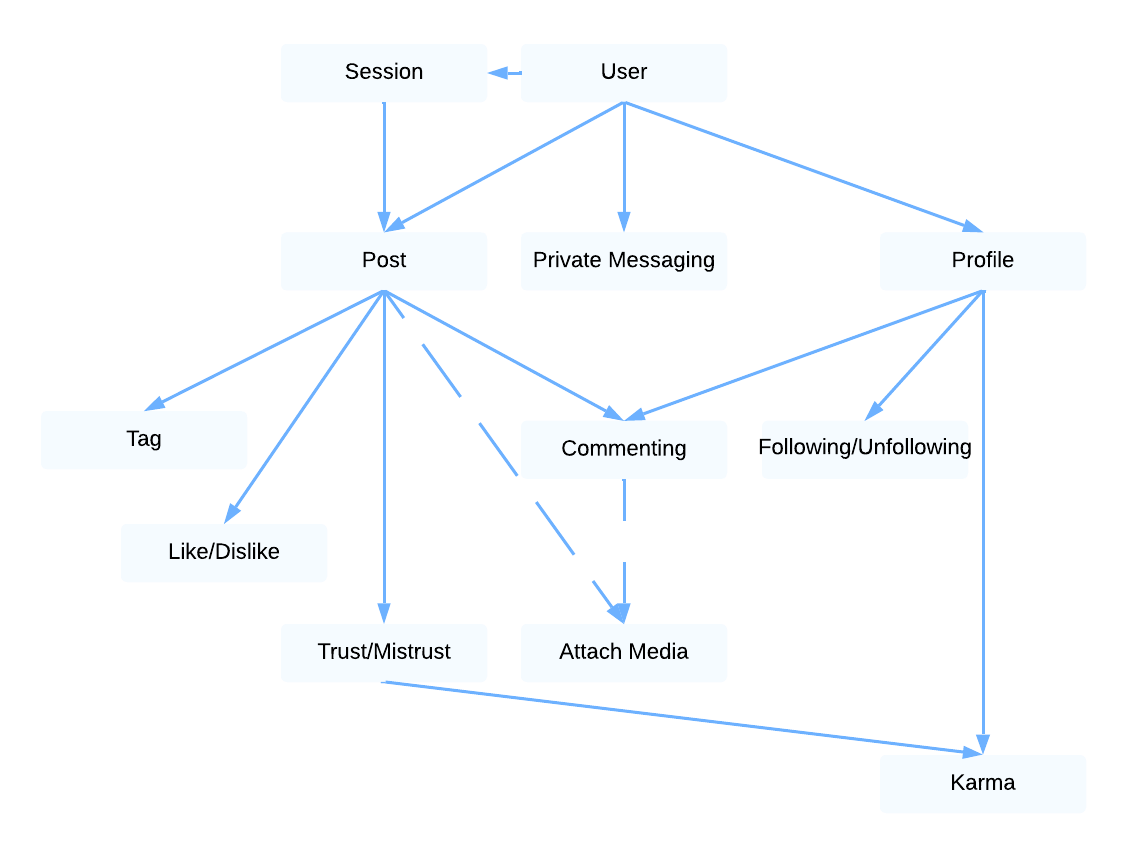 Session
User
Post
Private Messaging
Profile
Tag
Commenting
Following/Unfollowing
Like/Dislike
Trust/Mistrust
Attach Media
Karma